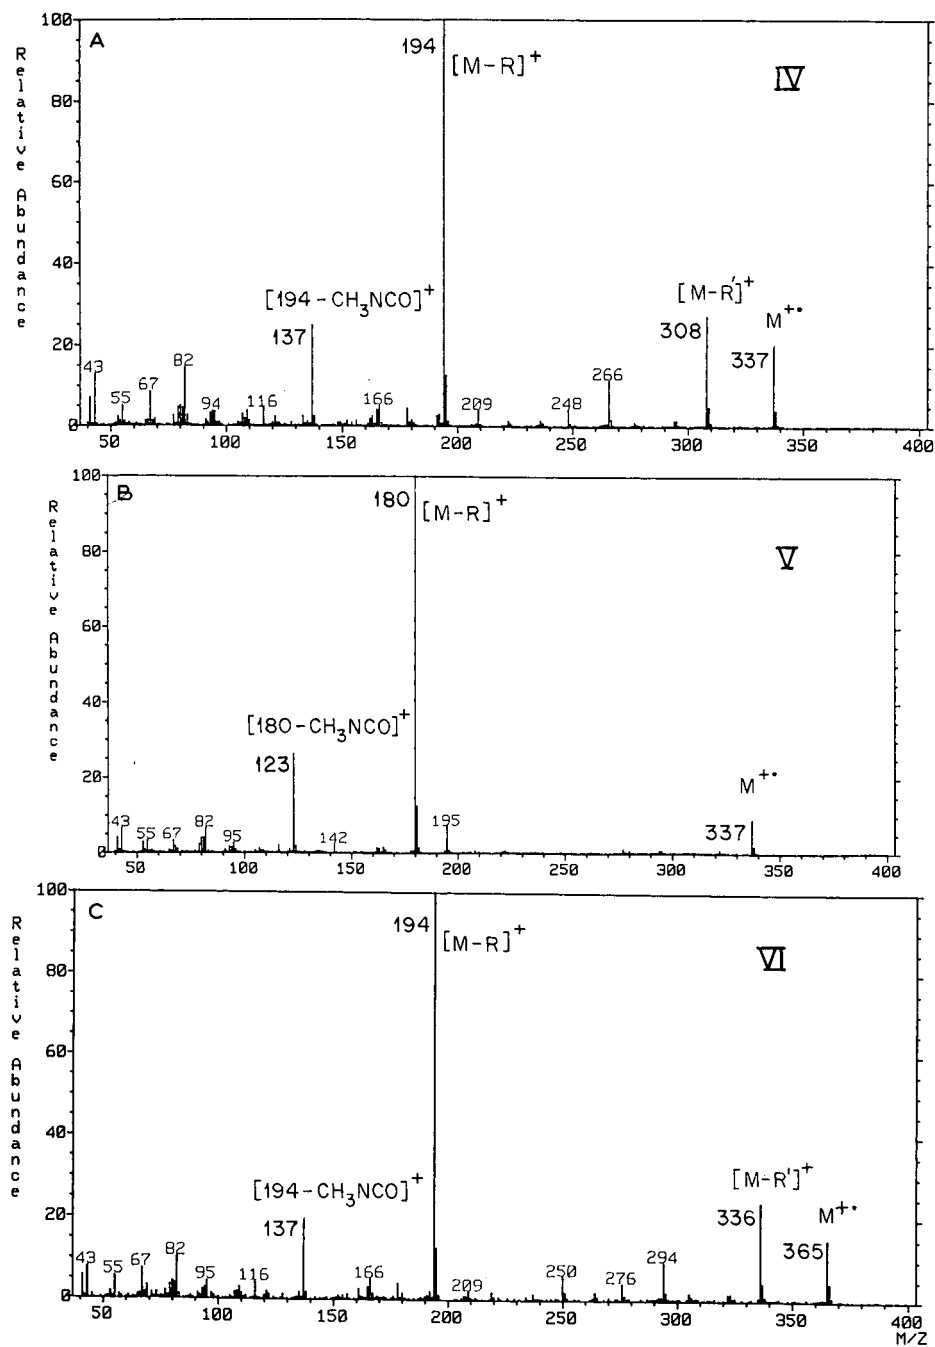 A
IV
Relative Abundance
100
80
60
40
20
0
194
[M-R]+
[194-CH3NCO]+
137
[M-R']+
308
M+•
337
43
55
67
82
94
116
166
209
248
266
50 100 150 200 250 300 350 400
B
V
Relative Abundance
100
80
60
40
20
0
180
[M-R]+
[180-CH3NCO]+
123
M+•
337
43
55
67
82
95
142
195
50 100 150 200 250 300 350 400
C
VI
Relative Abundance
100
80
60
40
20
0
194
[M-R]+
[194-CH3NCO]+
137
[M-R']+
336
M+•
365
43
55
67
82
95
116
166
209
250
276
294
50 100 150 200 250 300 350 400
M/Z